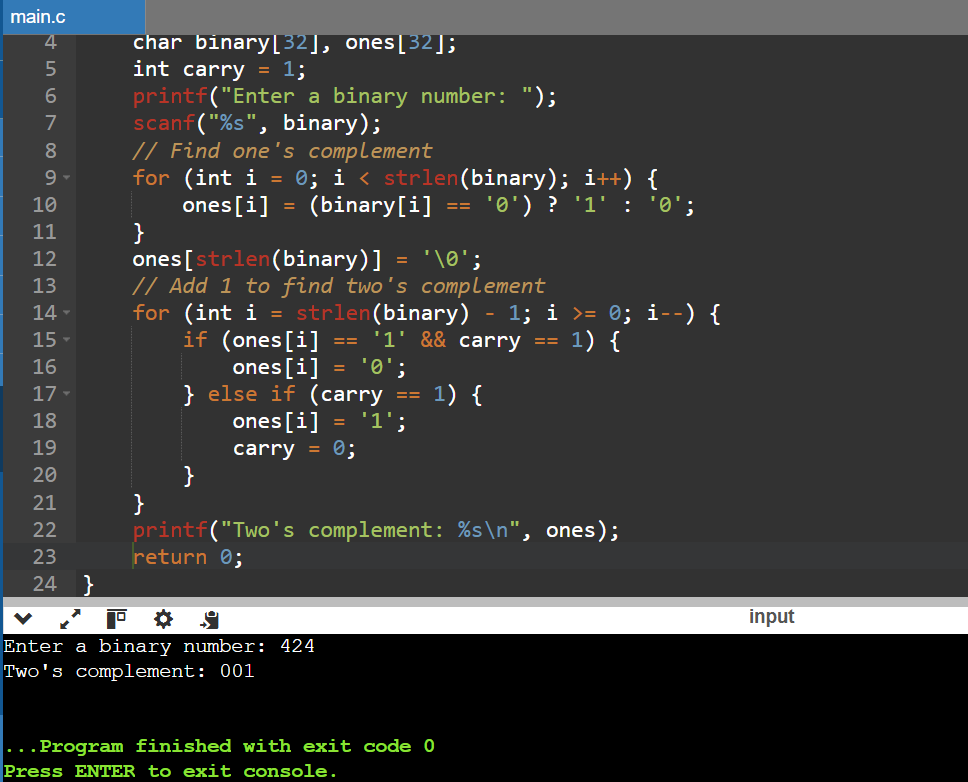 main.c
4 char binary[32], ones[32];
5 int carry = 1;
6 printf("Enter a binary number: ");
7 scanf("%s", binary);
8 // Find one's complement
9 for (int i = 0; i < strlen(binary); i++) {
10 ones[i] = (binary[i] == '0') ? '1' : '0';
11 }
12 ones[strlen(binary)] = '\0';
13 // Add 1 to find two's complement
14 for (int i = strlen(binary) - 1; i >= 0; i--) {
15 if (ones[i] == '1' && carry == 1) {
16 ones[i] = '0';
17 } else if (carry == 1) {
18 ones[i] = '1';
19 carry = 0;
20 }
21 }
22 printf("Two's complement: %s\n", ones);
23 return 0;
24 }
input
Enter a binary number: 424
Two's complement: 001
...Program finished with exit code 0
Press ENTER to exit console.